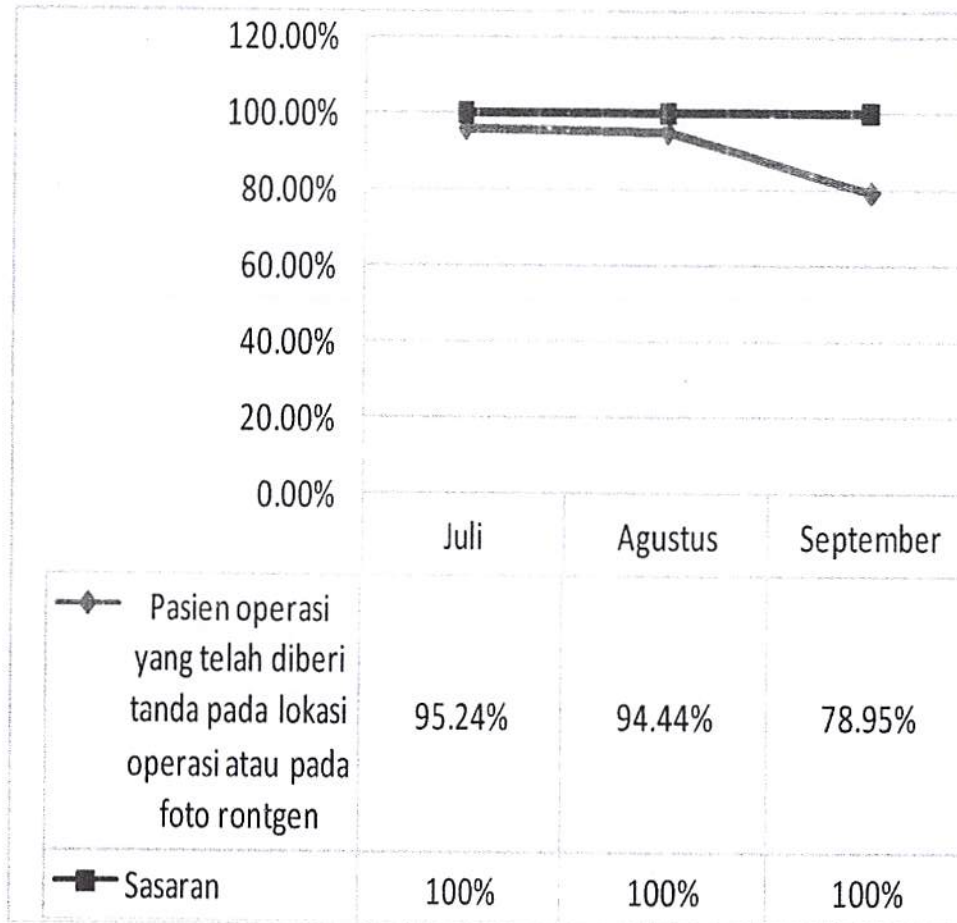 120.00%
100.00%
80.00%
60.00%
40.00%
20.00%
0.00%
Juli Agustus September
Pasien operasi
yang telah diberi
tanda pada lokasi
operasi atau pada
foto rontgen
95.24% 94.44% 78.95%
Sasaran 100% 100% 100%